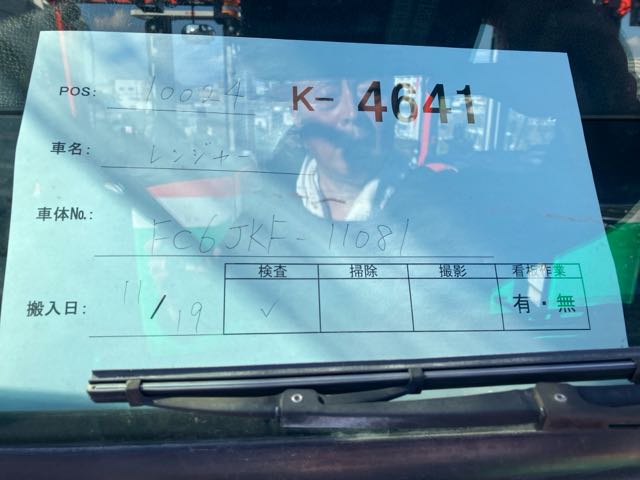 POS: 10024 K-4641
車名: レンジャー
車体No.: FC6JKF-11081
搬入日: 11/19
検査 掃除 撮影 看板作業
✓ 有・無